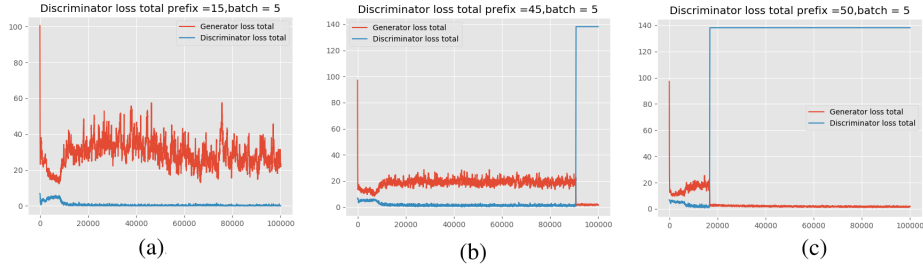 Discriminator loss total prefix =15,batch = 5
Generator loss total
Discriminator loss total
100
80
60
40
20
0
0 20000 40000 60000 80000 100000
(a)
Discriminator loss total prefix =45,batch = 5
Generator loss total
Discriminator loss total
140
120
100
80
60
40
20
0
0 20000 40000 60000 80000 100000
(b)
Discriminator loss total prefix =50,batch = 5
Generator loss total
Discriminator loss total
140
120
100
80
60
40
20
0
0 20000 40000 60000 80000 100000
(c)